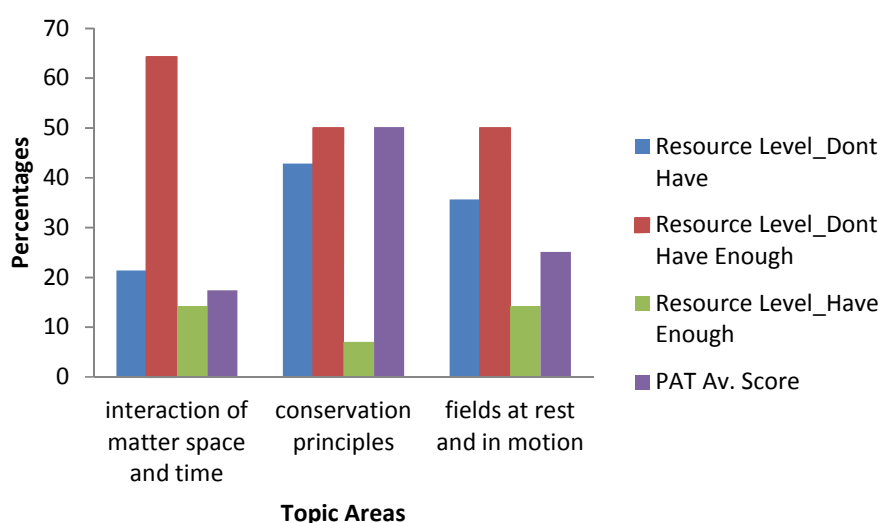 70
60
50
40
30
20
10
0
Percentages
interaction of
matter space
and time
conservation
principles
fields at rest
and in motion
Topic Areas
Resource Level_Dont
Have
Resource Level_Dont
Have Enough
Resource Level_Have
Enough
PAT Av. Score